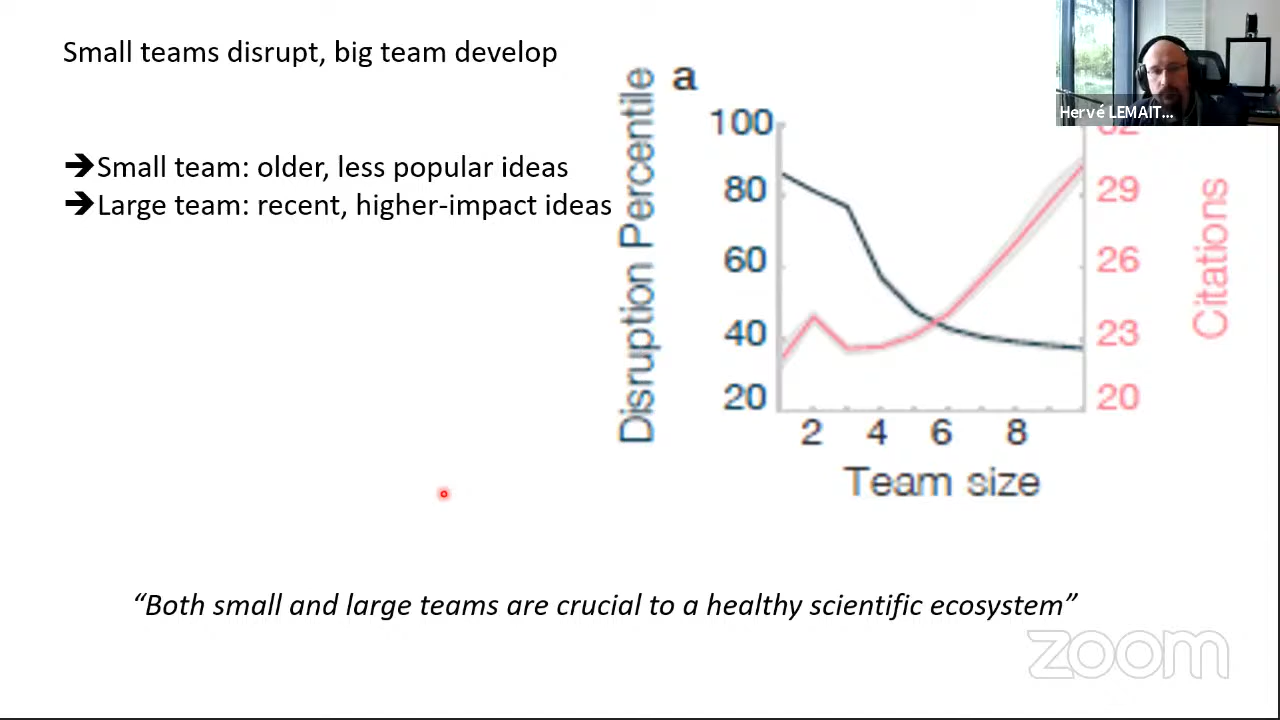 Small teams disrupt, big team develop
➔Small team: older, less popular ideas
➔Large team: recent, higher-impact ideas
a
Disruption Percentile
100
80
60
40
20
2 4 6 8
Team size
29
26
23
20
Citations
Hervé LEMAIT...
“Both small and large teams are crucial to a healthy scientific ecosystem”
zoom